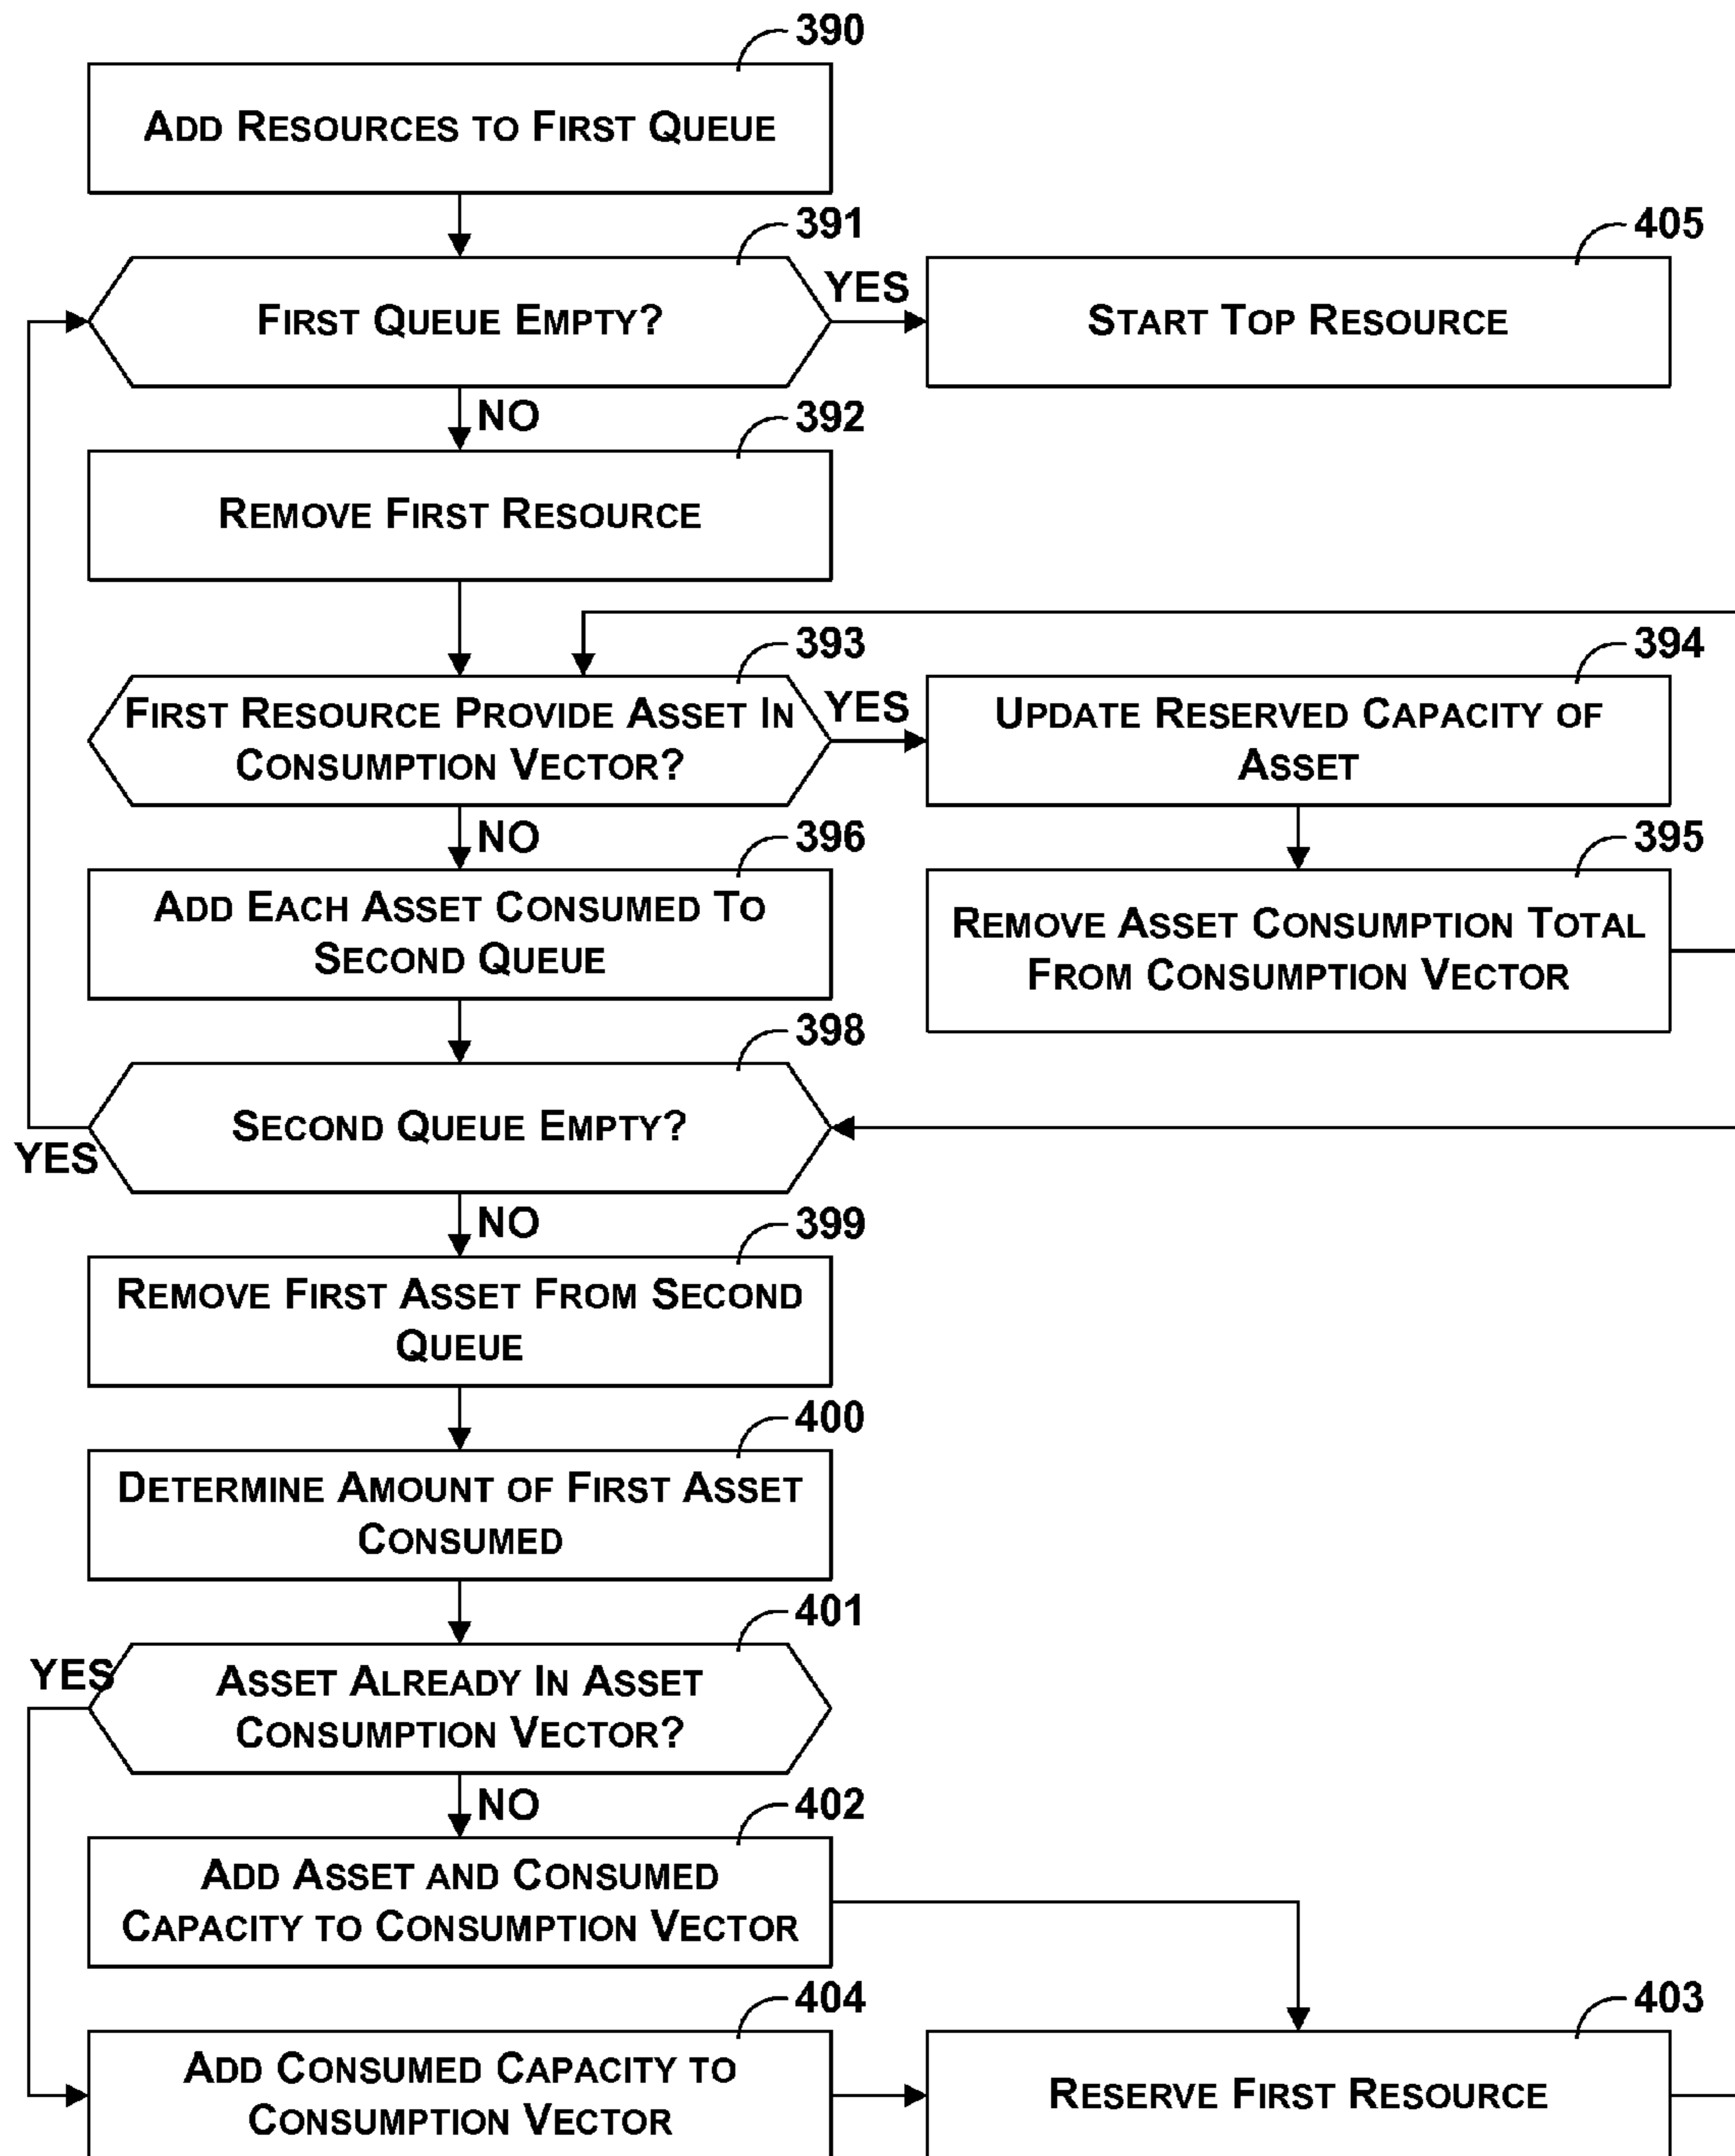 390
ADD RESOURCES TO FIRST QUEUE
391
FIRST QUEUE EMPTY?
YES
405
START TOP RESOURCE
NO
392
REMOVE FIRST RESOURCE
393
FIRST RESOURCE PROVIDE ASSET IN
CONSUMPTION VECTOR?
YES
394
UPDATE RESERVED CAPACITY OF
ASSET
NO
396
ADD EACH ASSET CONSUMED TO
SECOND QUEUE
395
REMOVE ASSET CONSUMPTION TOTAL
FROM CONSUMPTION VECTOR
398
SECOND QUEUE EMPTY?
YES
NO
399
REMOVE FIRST ASSET FROM SECOND
QUEUE
400
DETERMINE AMOUNT OF FIRST ASSET
CONSUMED
401
YES
ASSET ALREADY IN ASSET
CONSUMPTION VECTOR?
NO
402
ADD ASSET AND CONSUMED
CAPACITY TO CONSUMPTION VECTOR
404
ADD CONSUMED CAPACITY TO
CONSUMPTION VECTOR
403
RESERVE FIRST RESOURCE